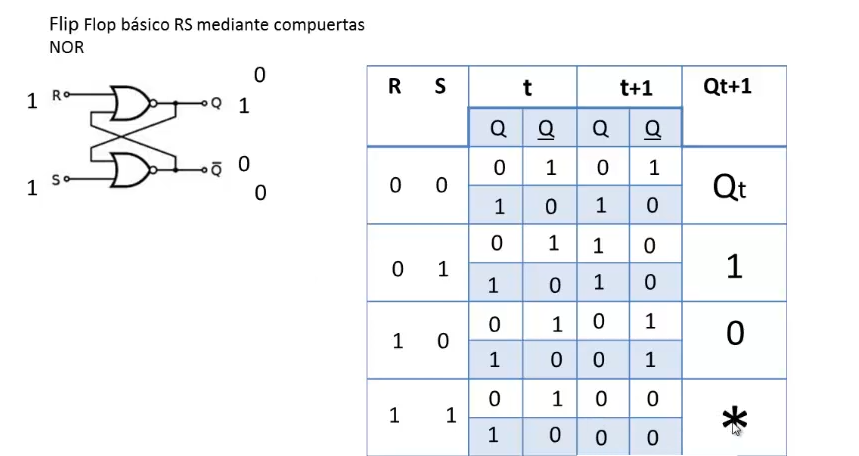 Flip Flop básico RS mediante compuertas
NOR
0
1 R Q 1
1 S Q̅ 0
0
R S t t+1 Qt+1
Q Q Q Q
0 0 0 1 0 1 Qt
1 0 1 0
0 1 0 1 1 0 1
1 0 1 0
1 0 0 1 0 1 0
1 0 0 1
1 1 0 1 0 0 *
1 0 0 0